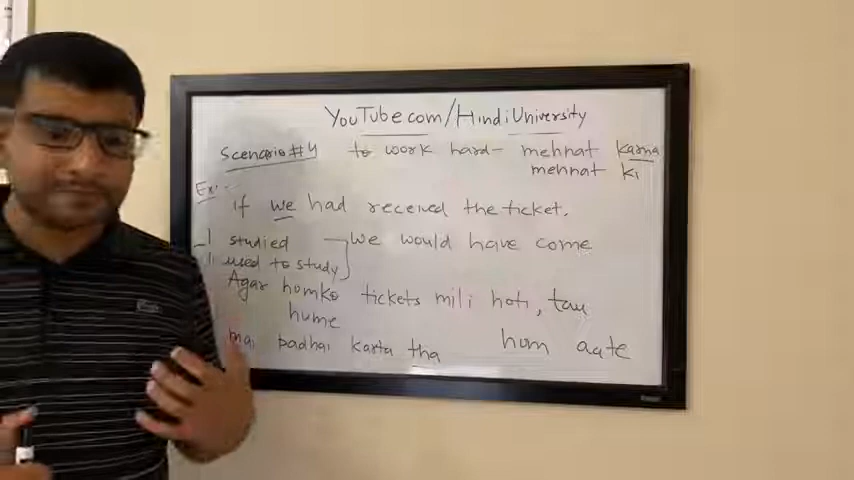 YouTube.com/HindiUniversity
Scenario#4 to work hard- mehnat karna
mehnat ki
Ex:-
if we had received the ticket,
I studied we would have come
used to study
Agar humko tickets mili hoti, tau
hume
mai padhai karta tha hum aate